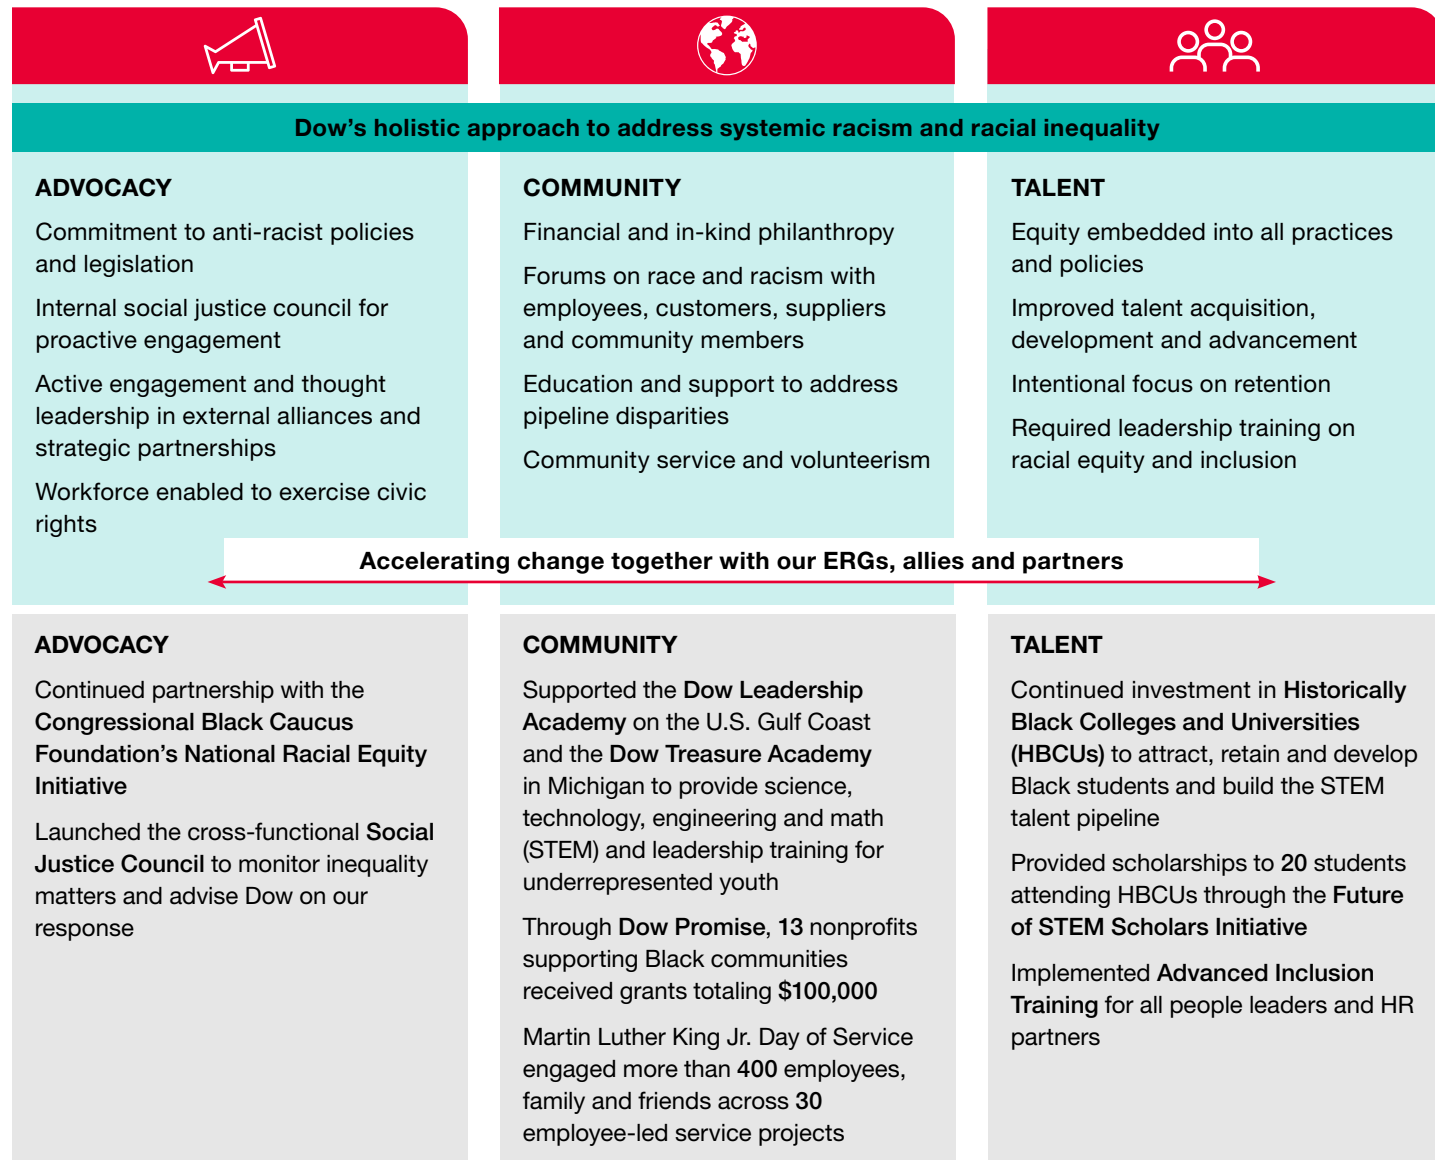 Dow’s holistic approach to address systemic racism and racial inequality
ADVOCACY
Commitment to anti-racist policies
and legislation
Internal social justice council for
proactive engagement
Active engagement and thought
leadership in external alliances and
strategic partnerships
Workforce enabled to exercise civic
rights
COMMUNITY
Financial and in-kind philanthropy
Forums on race and racism with
employees, customers, suppliers
and community members
Education and support to address
pipeline disparities
Community service and volunteerism
TALENT
Equity embedded into all practices
and policies
Improved talent acquisition,
development and advancement
Intentional focus on retention
Required leadership training on
racial equity and inclusion
Accelerating change together with our ERGs, allies and partners
ADVOCACY
Continued partnership with the
Congressional Black Caucus
Foundation’s National Racial Equity
Initiative
Launched the cross-functional Social
Justice Council to monitor inequality
matters and advise Dow on our
response
COMMUNITY
Supported the Dow Leadership
Academy on the U.S. Gulf Coast
and the Dow Treasure Academy
in Michigan to provide science,
technology, engineering and math
(STEM) and leadership training for
underrepresented youth
Through Dow Promise, 13 nonprofits
supporting Black communities
received grants totaling $100,000
Martin Luther King Jr. Day of Service
engaged more than 400 employees,
family and friends across 30
employee-led service projects
TALENT
Continued investment in Historically
Black Colleges and Universities
(HBCUs) to attract, retain and develop
Black students and build the STEM
talent pipeline
Provided scholarships to 20 students
attending HBCUs through the Future
of STEM Scholars Initiative
Implemented Advanced Inclusion
Training for all people leaders and HR
partners